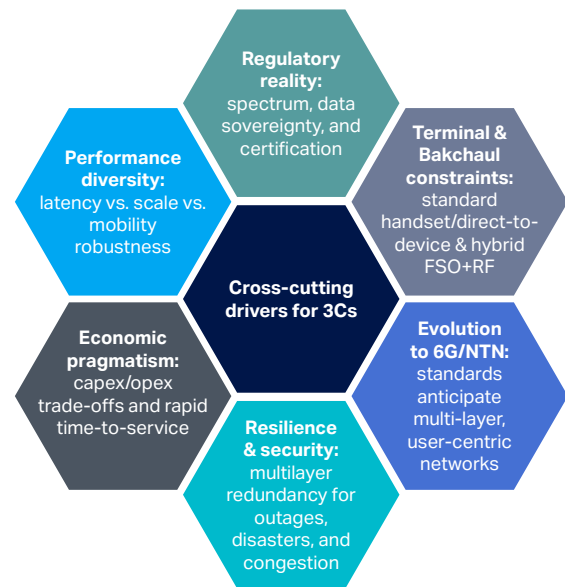 Regulatory
reality:
spectrum, data
sovereignty, and
certification
Terminal &
Bakchaul
constraints:
standard
handset/direct-to-
device & hybrid
FSO+RF
Performance
diversity:
latency vs. scale vs.
mobility
robustness
Cross-cutting
drivers for 3Cs
Evolution
to 6G/NTN:
standards
anticipate
multi-layer,
user-centric
networks
Economic
pragmatism:
capex/opex
trade-offs and rapid
time-to-service
Resilience
& security:
multilayer
redundancy for
outages,
disasters, and
congestion